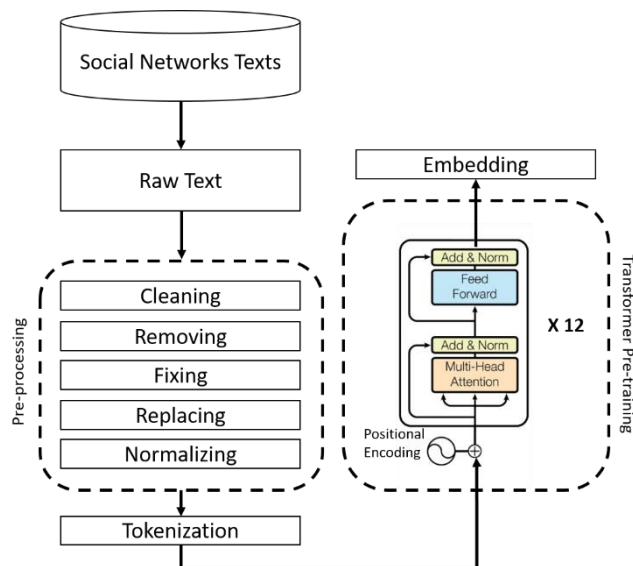 Social Networks Texts
Raw Text
Pre-processing
Cleaning
Removing
Fixing
Replacing
Normalizing
Tokenization
Embedding
Transformer Pre-training
Add & Norm
Feed
Forward
X 12
Add & Norm
Multi-Head
Attention
Positional
Encoding